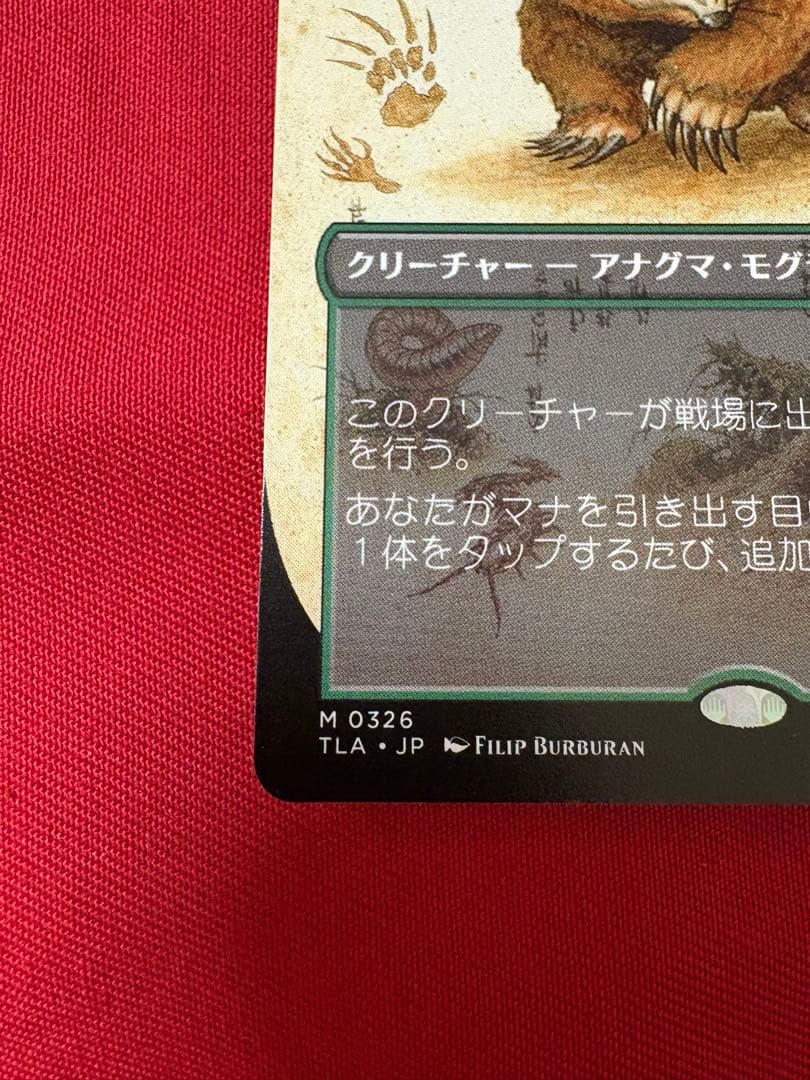 クリーチャー — アナグマ・モグ
このクリーチャーが戦場に出
を行う。
あなたがマナを引き出す目
1体をタップするたび、追加
M 0326
TLA • JP FILIP BURBURAN